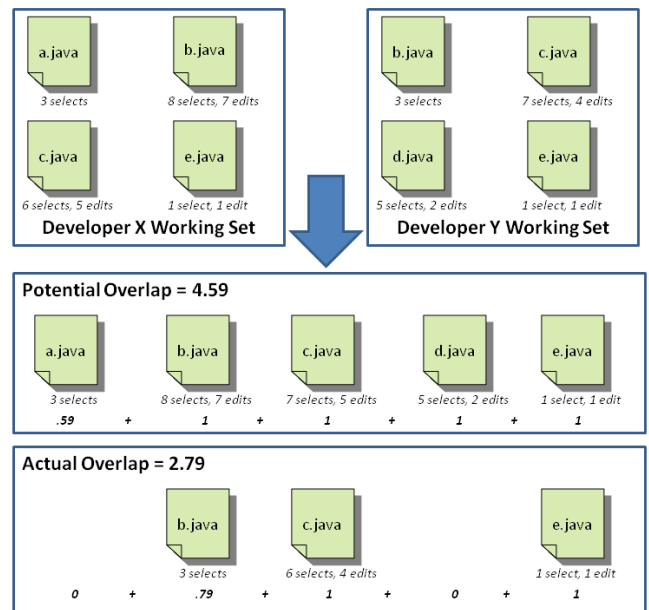 a.java
b.java
3 selects
8 selects, 7 edits
c.java
e.java
6 selects, 5 edits
1 select, 1 edit
Developer X Working Set
b.java
c.java
3 selects
7 selects, 4 edits
d.java
e.java
5 selects, 2 edits
1 select, 1 edit
Developer Y Working Set
Potential Overlap = 4.59
a.java
b.java
c.java
d.java
e.java
3 selects
8 selects, 7 edits
7 selects, 5 edits
5 selects, 2 edits
1 select, 1 edit
.59 + 1 + 1 + 1 + 1
Actual Overlap = 2.79
b.java
c.java
e.java
3 selects
6 selects, 4 edits
1 select, 1 edit
0 + .79 + 1 + 0 + 1